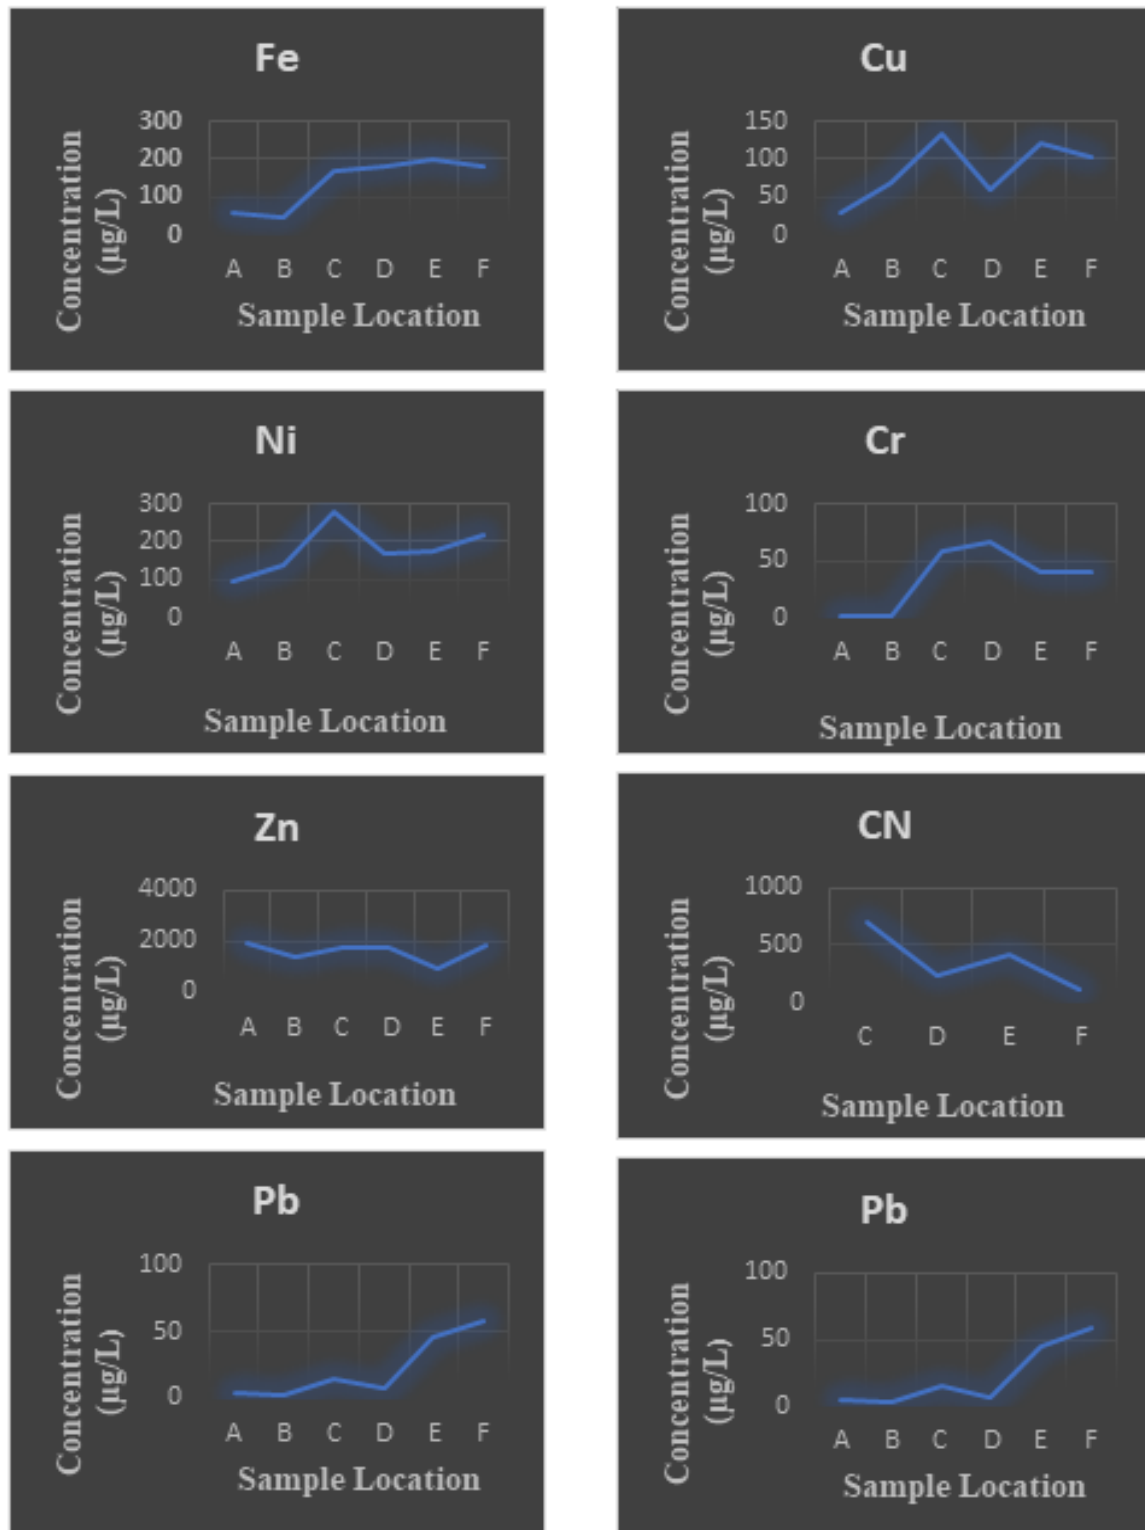 Fe
Concentration
(µg/L)
300
200
100
0
A B C D E F
Sample Location
Cu
Concentration
(µg/L)
150
100
50
0
A B C D E F
Sample Location
Ni
Concentration
(µg/L)
300
200
100
0
A B C D E F
Sample Location
Cr
Concentration
(µg/L)
100
50
0
A B C D E F
Sample Location
Zn
Concentration
(µg/L)
4000
2000
0
A B C D E F
Sample Location
CN
Concentration
(µg/L)
1000
500
0
C D E F
Sample Location
Pb
Concentration
(µg/L)
100
50
0
A B C D E F
Sample Location
Pb
Concentration
(µg/L)
100
50
0
A B C D E F
Sample Location